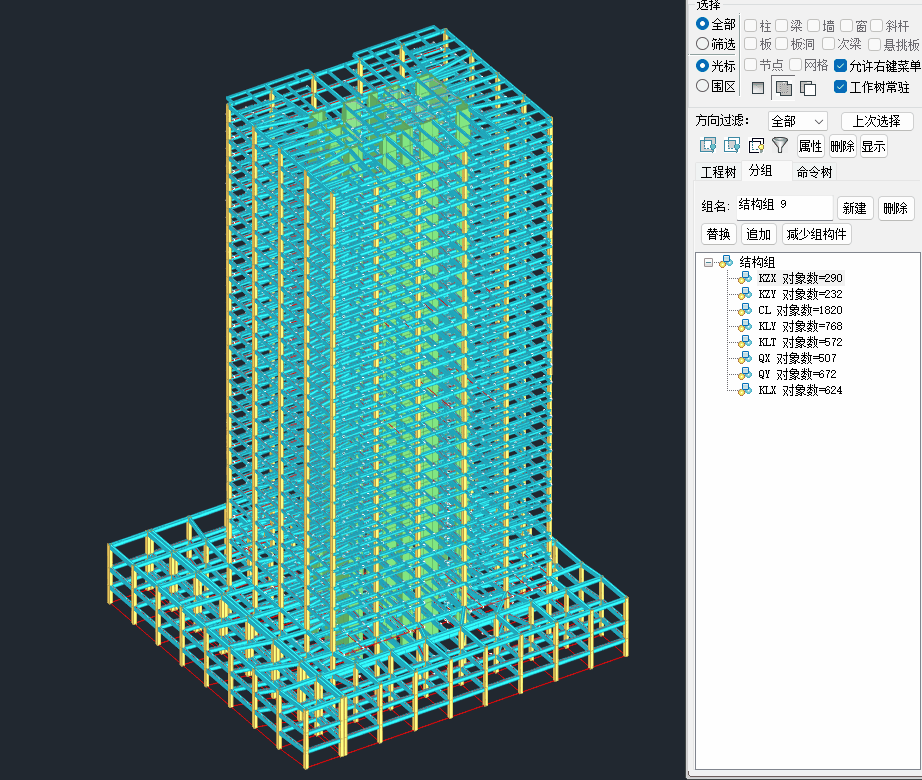 选择
全部 柱 梁 墙 窗 斜杆
筛选 板 板洞 次梁 悬挑板
光标 节点 网格 允许右键菜单
围区 工作树常驻
方向过滤： 全部 上次选择
属性 删除 显示
工程树 分组 命令树
组名: 结构组 9 新建 删除
替换 追加 减少组构件
结构组
KZX 对象数=290
KZY 对象数=232
CL 对象数=1820
KLY 对象数=768
KLT 对象数=572
QX 对象数=507
QY 对象数=672
KLX 对象数=624